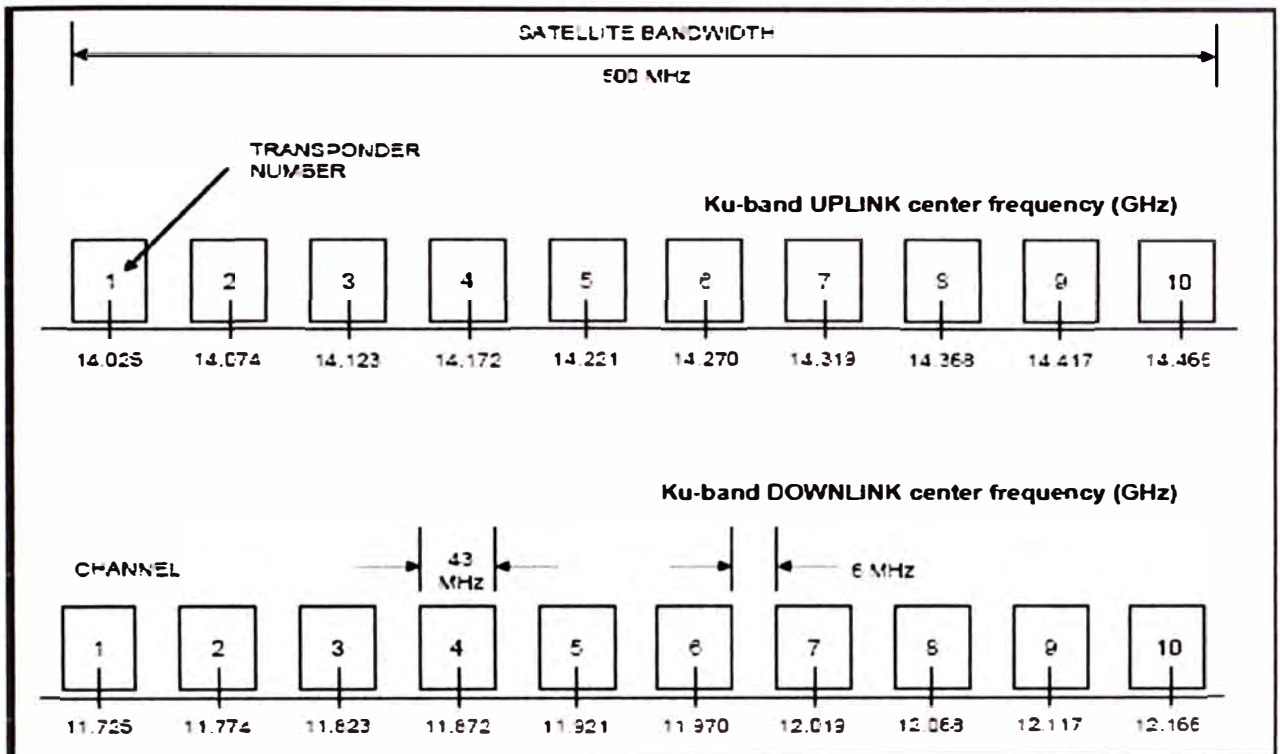 SATELLITE BANDWIDTH
500 MHz
TRANSPONDER
NUMBER
Ku-band UPLINK center frequency (GHz)
1 2 3 4 5 6 7 8 9 10
14.025 14.074 14.123 14.172 14.221 14.270 14.319 14.368 14.417 14.466
Ku-band DOWNLINK center frequency (GHz)
CHANNEL
43
MHz
6 MHz
1 2 3 4 5 6 7 8 9 10
11.725 11.774 11.823 11.872 11.921 11.970 12.019 12.068 12.117 12.166